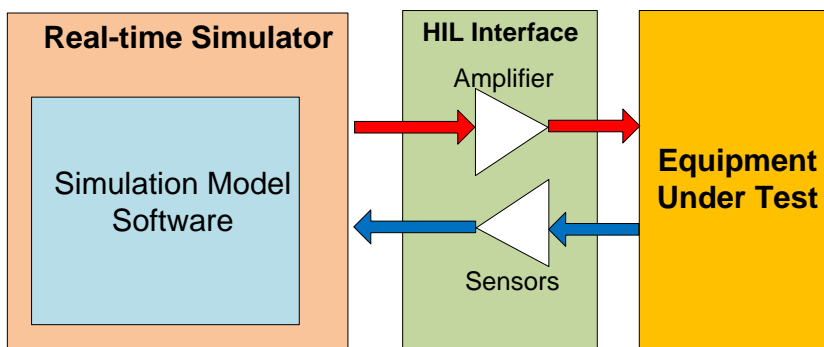 Real-time Simulator
HIL Interface
Amplifier
Simulation Model
Software
Equipment
Under Test
Sensors